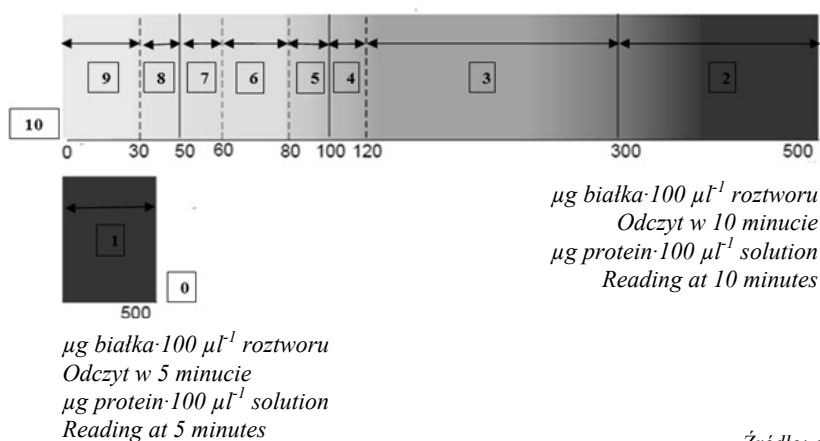 9 8 7 6 5 4 3 2
10
0 30 50 60 80 100 120 300 500
µg białka·100 µl⁻¹ roztworu
Odczyt w 10 minucie
µg protein·100 µl⁻¹ solution
Reading at 10 minutes
1
0
500
µg białka·100 µl⁻¹ roztworu
Odczyt w 5 minucie
µg protein·100 µl⁻¹ solution
Reading at 5 minutes